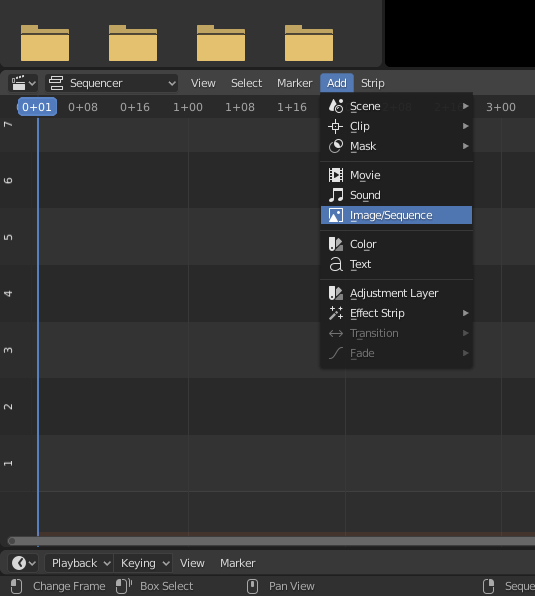 Sequencer View Select Marker Add Strip
0+01 0+08 0+16 1+00 1+08 1+16 3+00
Scene
Clip
Mask
Movie
Sound
Image/Sequence
Color
Text
Adjustment Layer
Effect Strip
Transition
Fade
7
6
5
4
3
2
1
Playback Keying View Marker
Change Frame Box Select Pan View Seque